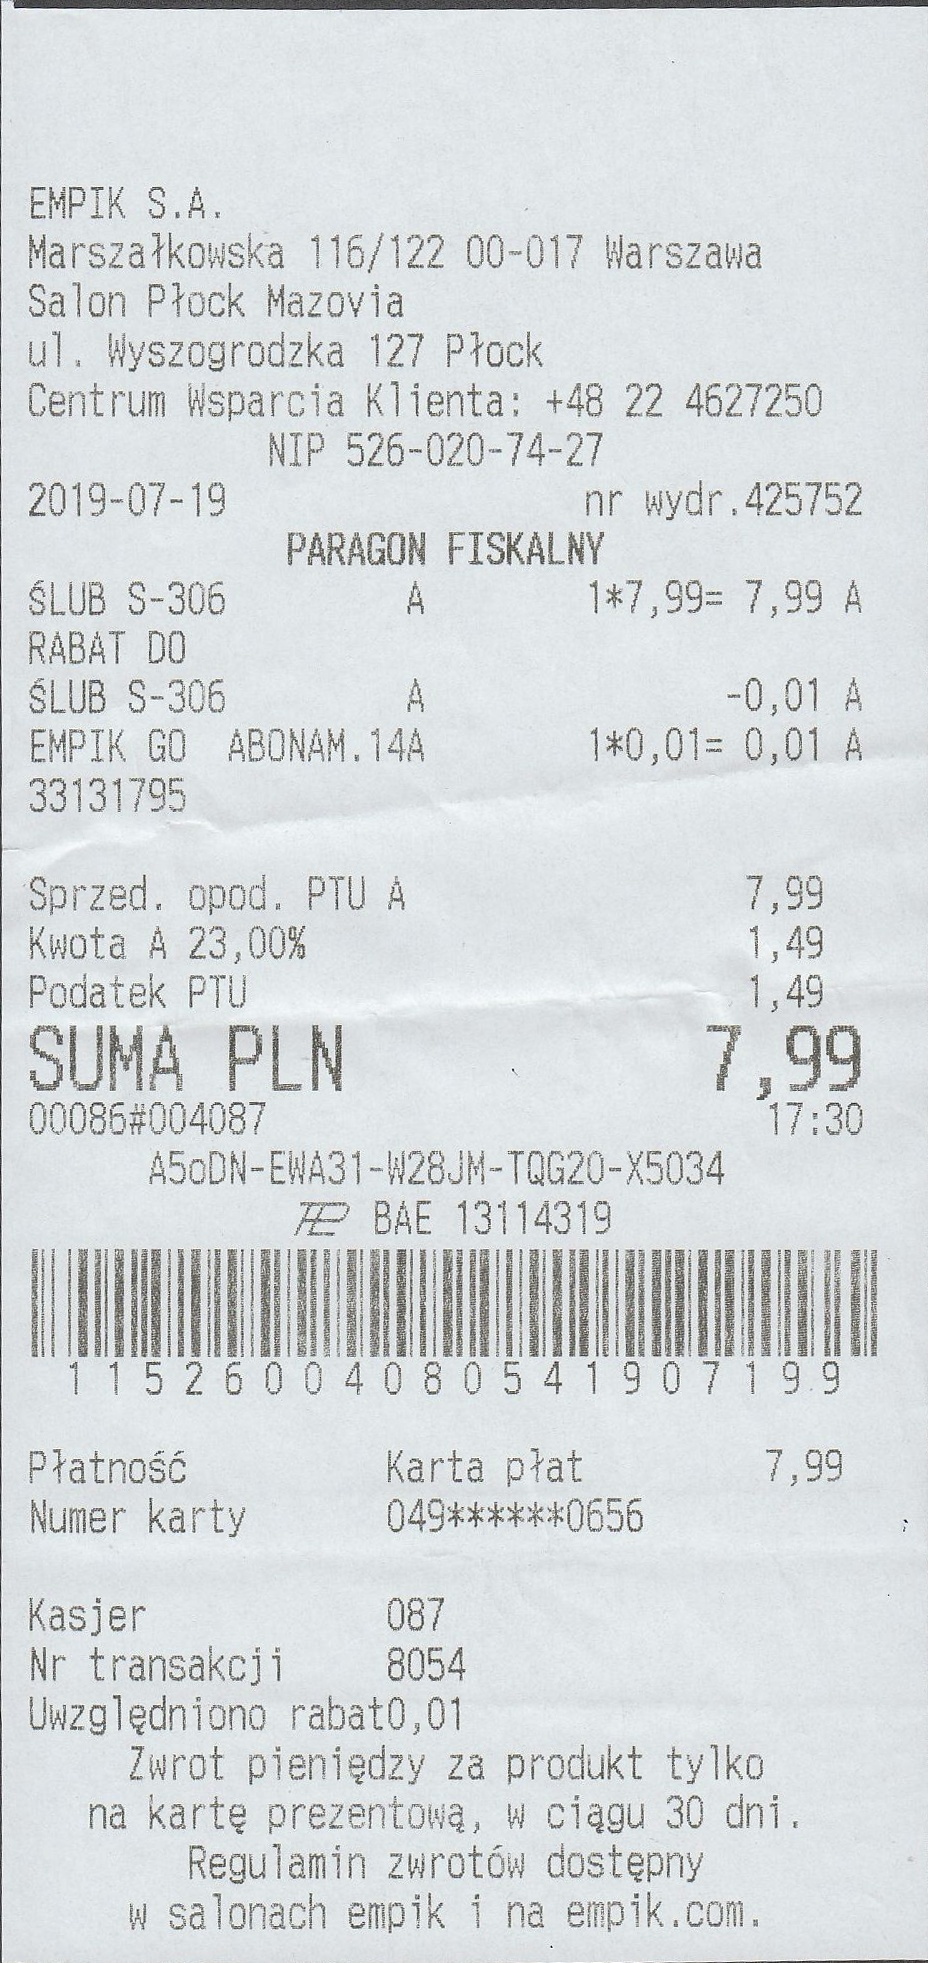 EMPIK S.A.
Marszałkowska 116/122 00-017 Warszawa
Salon Płock Mazovia
ul. Wyszogrodzka 127 Płock
Centrum Wsparcia Klienta: +48 22 4627250
NIP 526-020-74-27
2019-07-19 nr wydr.425752
PARAGON FISKALNY
ŚLUB S-306 A 1*7,99= 7,99 A
RABAT DO
ŚLUB S-306 A -0,01 A
EMPIK GO ABONAM.14A 1*0,01= 0,01 A
33131795
Sprzed. opod. PTU A 7,99
Kwota A 23,00% 1,49
Podatek PTU 1,49
SUMA PLN 7,99
00086#004087 17:30
A5oDN-EWA31-W28JM-TQG20-X5034
BAE 13114319
11526004080541907199
Płatność Karta płat 7,99
Numer karty 049******0656
Kasjer 087
Nr transakcji 8054
Uwzględniono rabat0,01
Zwrot pieniędzy za produkt tylko
na kartę prezentową, w ciągu 30 dni.
Regulamin zwrotów dostępny
w salonach empik i na empik.com.